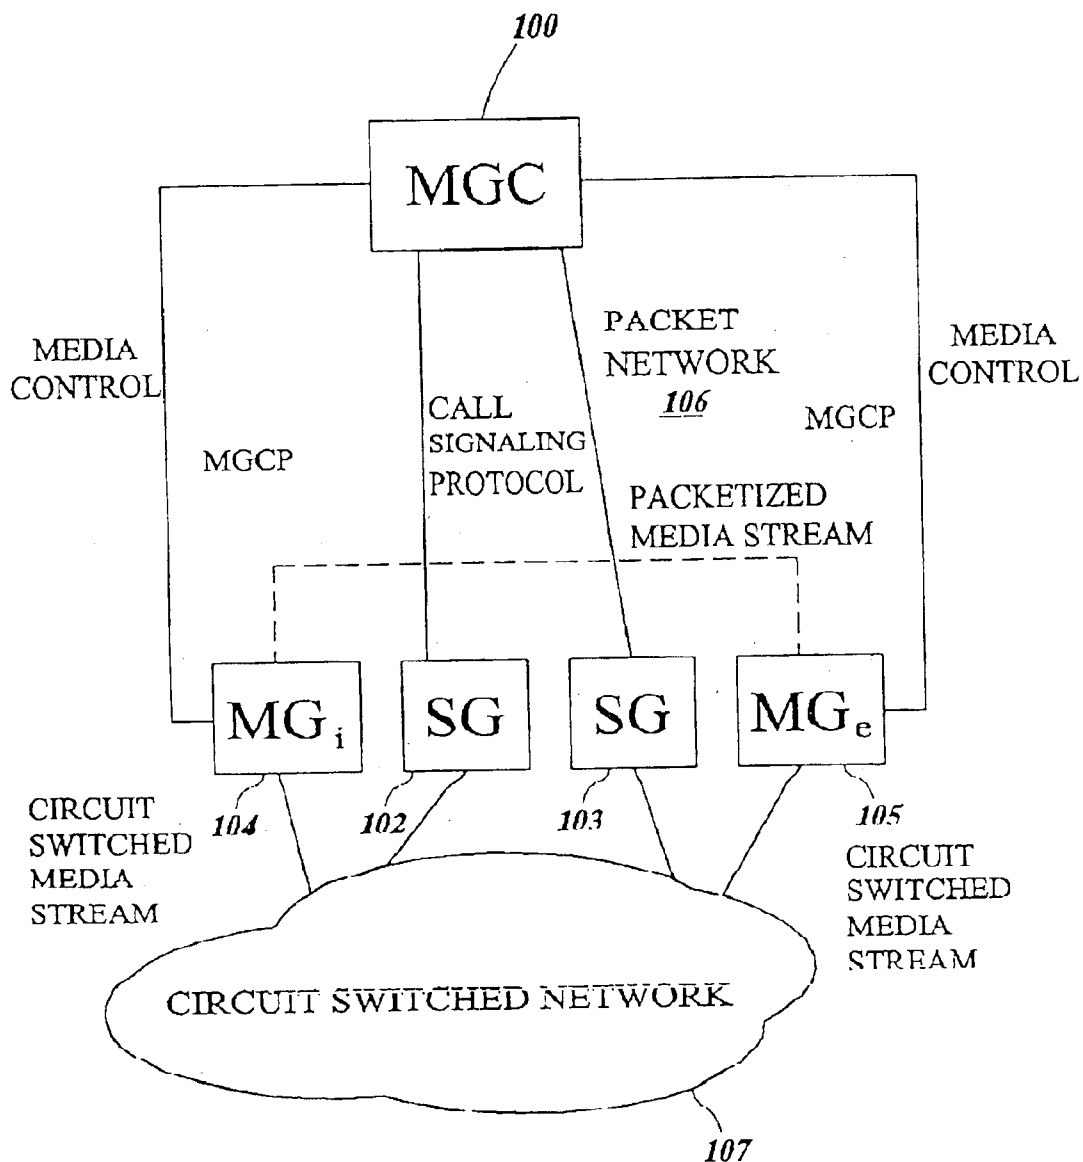 100
MGC
MEDIA
CONTROL
MGCP
CALL
SIGNALING
PROTOCOL
PACKET
NETWORK
106
PACKETIZED
MEDIA STREAM
MEDIA
CONTROL
MGCP
MGi
SG
SG
MGe
104
102
103
105
CIRCUIT
SWITCHED
MEDIA
STREAM
CIRCUIT
SWITCHED
MEDIA
STREAM
CIRCUIT SWITCHED NETWORK
107